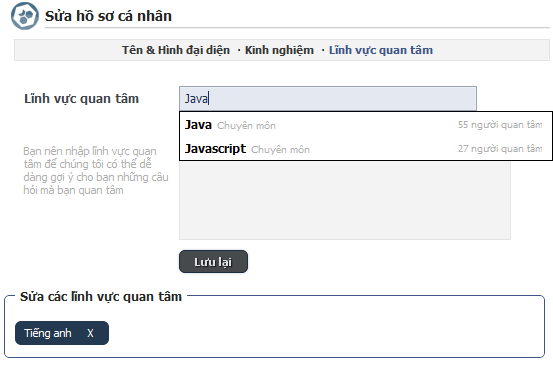 Sửa hồ sơ cá nhân
Tên & Hình đại diện · Kinh nghiệm · Lĩnh vực quan tâm
Lĩnh vực quan tâm
Java
Java Chuyên môn 55 người quan tâm
Javascript Chuyên môn 27 người quan tâm
Bạn nên nhập lĩnh vực quan
tâm để chúng tôi có thể dễ
dàng gợi ý cho bạn những câu
hỏi mà bạn quan tâm
Lưu lại
Sửa các lĩnh vực quan tâm
Tiếng anh X